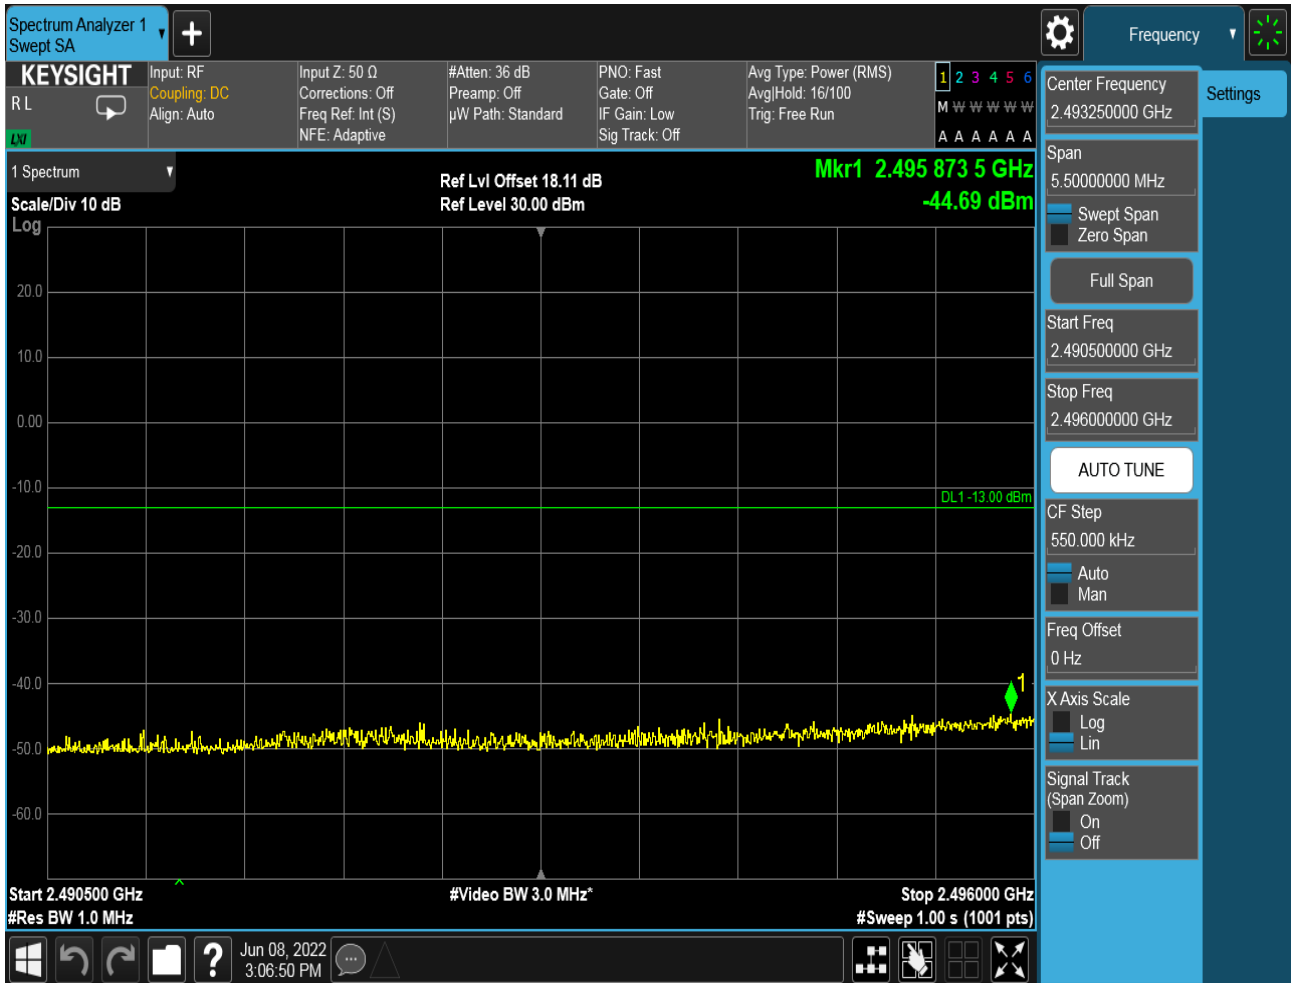 Spectrum Analyzer 1
Swept SA
Frequency
KEYSIGHT
R L
LXI
Input: RF
Coupling: DC
Align: Auto
Input Z: 50 Ω
Corrections: Off
Freq Ref: Int (S)
NFE: Adaptive
#Atten: 36 dB
Preamp: Off
µW Path: Standard
PNO: Fast
Gate: Off
IF Gain: Low
Sig Track: Off
Avg Type: Power (RMS)
Avg|Hold: 16/100
Trig: Free Run
1 2 3 4 5 6
M W W W W W
A A A A A A
1 Spectrum
Scale/Div 10 dB
Log
Ref Lvl Offset 18.11 dB
Ref Level 30.00 dBm
Mkr1 2.495 873 5 GHz
-44.69 dBm
20.0
10.0
0.00
-10.0
DL1 -13.00 dBm
-20.0
-30.0
-40.0
1
-50.0
-60.0
Start 2.490500 GHz
#Video BW 3.0 MHz*
Stop 2.496000 GHz
#Res BW 1.0 MHz
#Sweep 1.00 s (1001 pts)
?
Jun 08, 2022
3:06:50 PM
Center Frequency
2.493250000 GHz
Settings
Span
5.50000000 MHz
Swept Span
Zero Span
Full Span
Start Freq
2.490500000 GHz
Stop Freq
2.496000000 GHz
AUTO TUNE
CF Step
550.000 kHz
Auto
Man
Freq Offset
0 Hz
X Axis Scale
Log
Lin
Signal Track
(Span Zoom)
On
Off